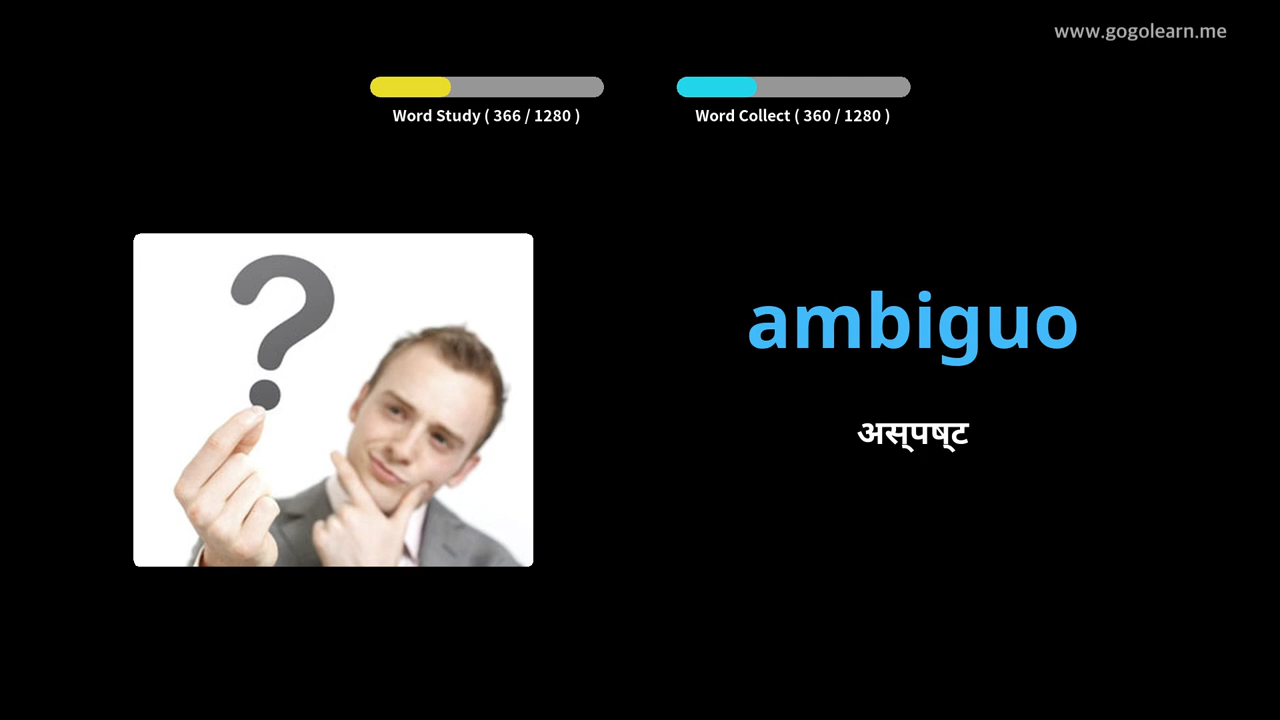 www.gogolearn.me
Word Study ( 366 / 1280 )
Word Collect ( 360 / 1280 )
?
ambiguo
अस्पष्ट